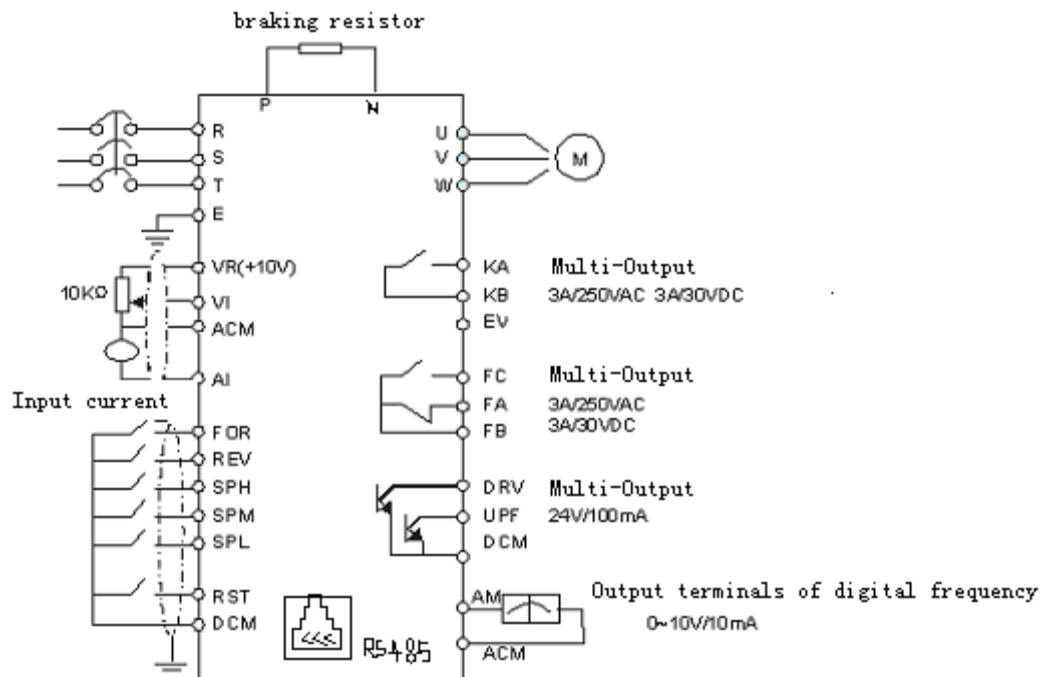 braking resistor
P N
R
S
T
E
VR(+10V)
10KΩ
VI
ACM
AI
Input current
FOR
REV
SPH
SPM
SPL
RST
DCM
RS485
U
V
W
M
KA Multi-Output
KB 3A/250VAC 3A/30VDC
EV
FC Multi-Output
FA 3A/250VAC
FB 3A/30VDC
DRV Multi-Output
UPF 24V/100mA
DCM
AM Output terminals of digital frequency
0~10V/10mA
ACM